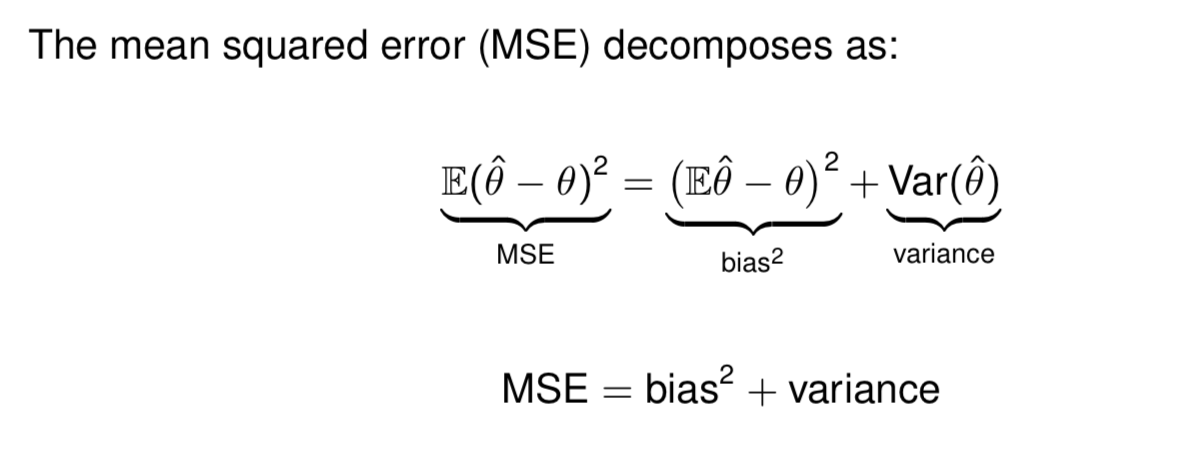 The mean squared error (MSE) decomposes as:
𝔼(θ̂ − θ)² = (𝔼θ̂ − θ)² + Var(θ̂)
MSE bias² variance
MSE = bias² + variance